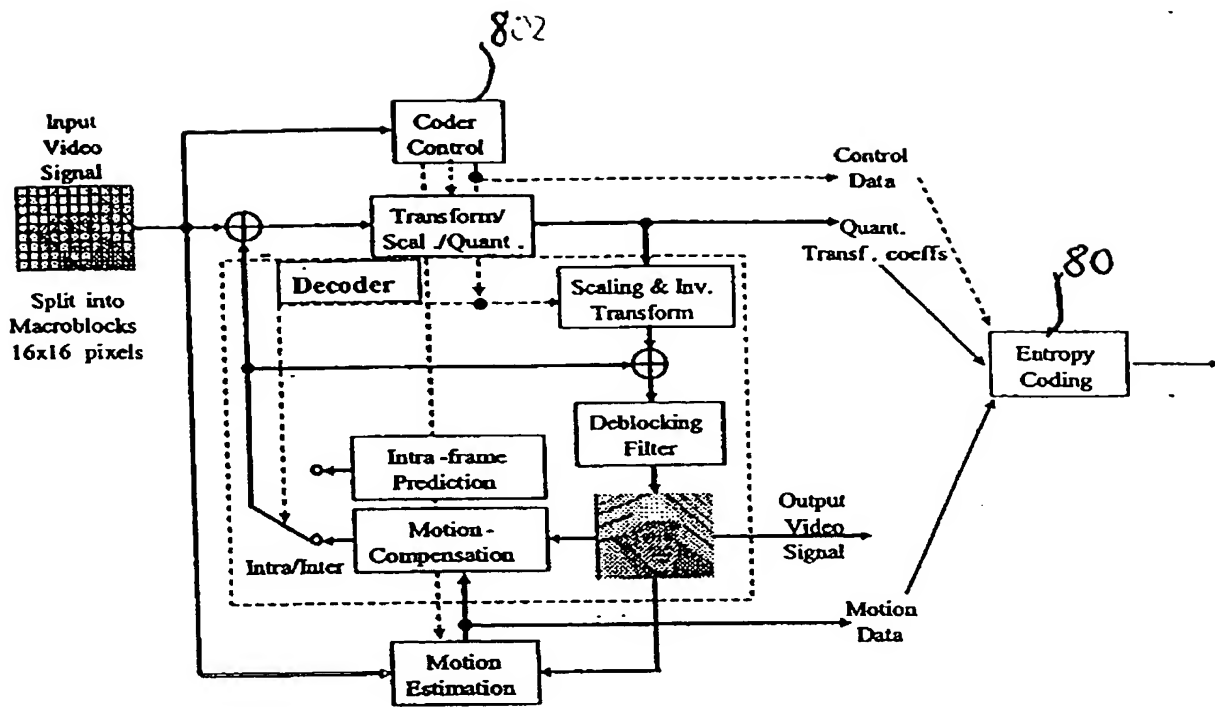 802
Input
Video
Signal
Coder
Control
Control
Data
Transform/
Scal./Quant.
Quant.
Transf. coeffs
80
Decoder
Scaling & Inv.
Transform
Split into
Macroblocks
16x16 pixels
Entropy
Coding
Deblocking
Filter
Intra-frame
Prediction
Output
Video
Signal
Motion-
Compensation
Intra/Inter
Motion
Data
Motion
Estimation